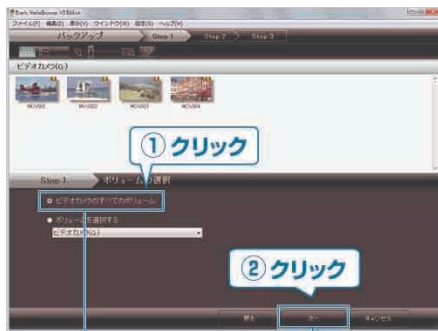 Everio MediaBrowser HD Edition
ファイル(F) 編集(E) 表示(V) ウインドウ(W) 設定(S) ヘルプ(H)
バックアップ Step 1 Step 2 Step 3
ビデオカメラ(Q:)
MOV001 MOV002 MOV003 MOV004
① クリック
Step 1 ボリュームの選択
ビデオカメラのすべてのボリューム
ボリュームを選択する
ビデオカメラ(Q:)
② クリック
戻る 次へ キャンセル